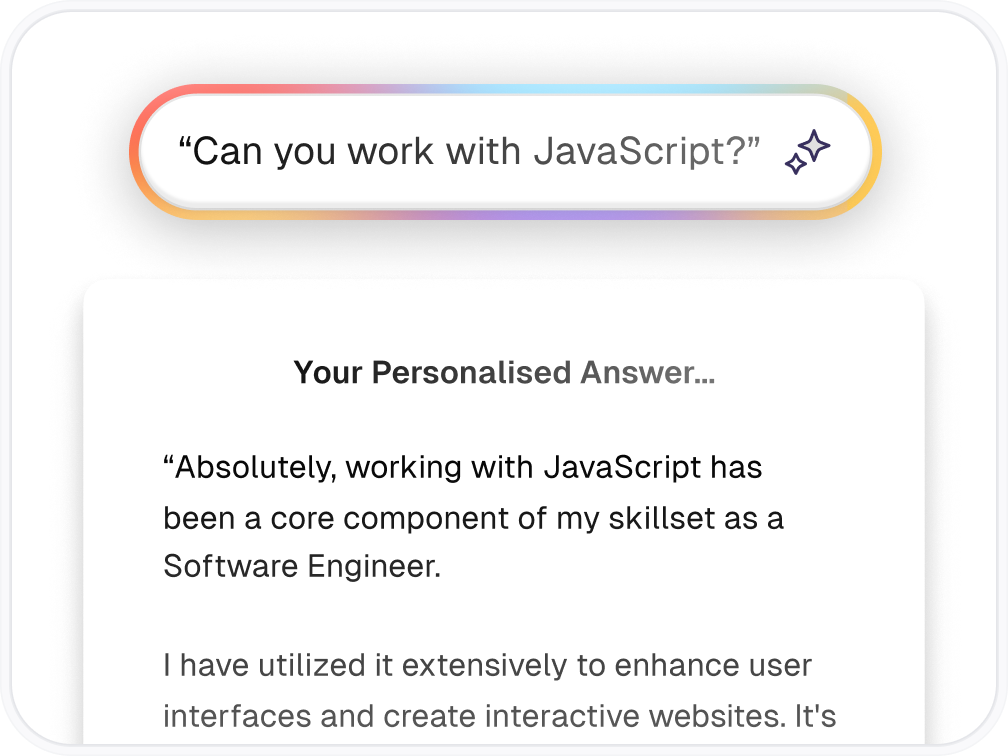 “Can you work with JavaScript?”
Your Personalised Answer...
“Absolutely, working with JavaScript has
been a core component of my skillset as a
Software Engineer.
I have utilized it extensively to enhance user
interfaces and create interactive websites. It's